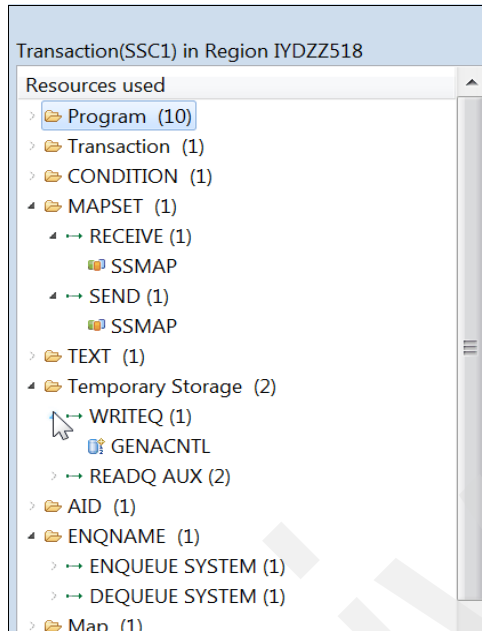 Transaction(SSC1) in Region IYDZZ518
Resources used
Program (10)
Transaction (1)
CONDITION (1)
MAPSET (1)
RECEIVE (1)
SSMAP
SEND (1)
SSMAP
TEXT (1)
Temporary Storage (2)
WRITEQ (1)
GENACNTL
READQ AUX (2)
AID (1)
ENQNAME (1)
ENQUEUE SYSTEM (1)
DEQUEUE SYSTEM (1)
Map (1)